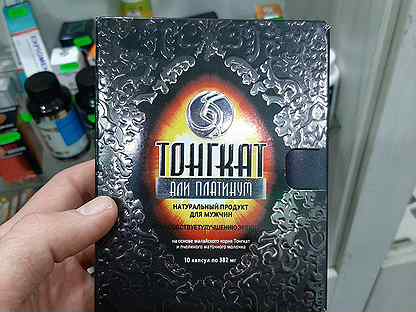 ТОНГКАТ
АЛИ ПЛАТИНУМ
НАТУРАЛЬНЫЙ ПРОДУКТ
ДЛЯ МУЖЧИН
на основе малайского корня Тонгкат
и пчелиного маточного молочка
10 капсул по 382 мг